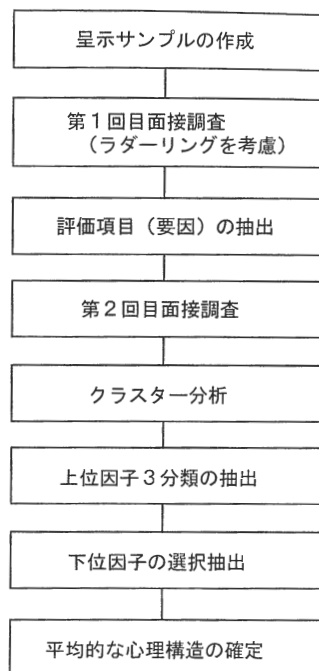 呈示サンプルの作成
第1回目面接調査
（ラダーリングを考慮）
評価項目（要因）の抽出
第2回目面接調査
クラスター分析
上位因子3分類の抽出
下位因子の選択抽出
平均的な心理構造の確定